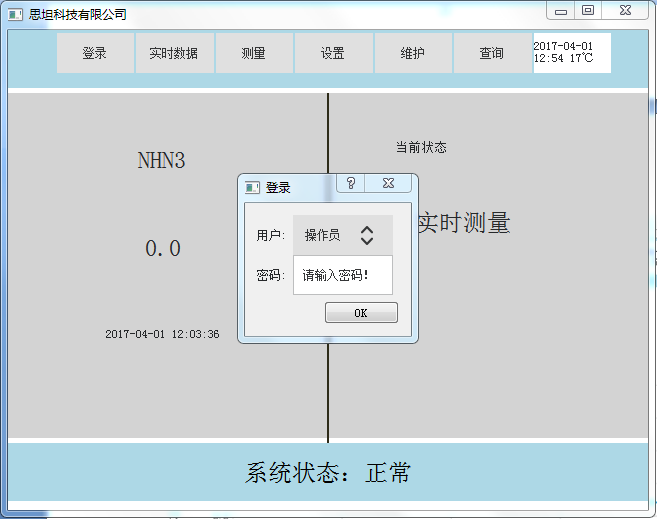 思坦科技有限公司
登录
实时数据
测量
设置
维护
查询
2017-04-01
12:54 17℃
NHN3
当前状态
登录
用户:
操作员
实时测量
0.0
密码:
请输入密码!
OK
2017-04-01 12:03:36
系统状态: 正常